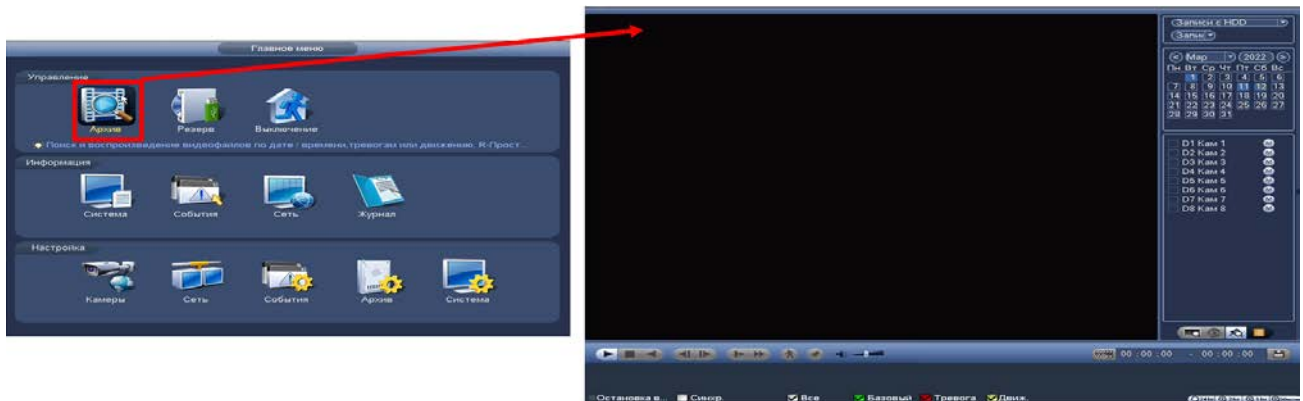 Главное меню
Управление
Архив
Резерв
Выключение
Поиск и воспроизведение видеофайлов по дате / времени, тревогам или движению. R-Прост...
Информация
Система
События
Сеть
Журнал
Настройка
Камеры
Сеть
События
Архив
Система
Записи с HDD
Запис
Мар 2022
Пн Вт Ср Чт Пт Сб Вс
1 2 3 4 5 6
7 8 9 10 11 12 13
14 15 16 17 18 19 20
21 22 23 24 25 26 27
28 29 30 31
D1 Кам 1
D2 Кам 2
D3 Кам 3
D4 Кам 4
D5 Кам 5
D6 Кам 6
D7 Кам 7
D8 Кам 8
00:00:00 - 00:00:00
Остановка в... Синхр. Все Базовый Тревога Движ.